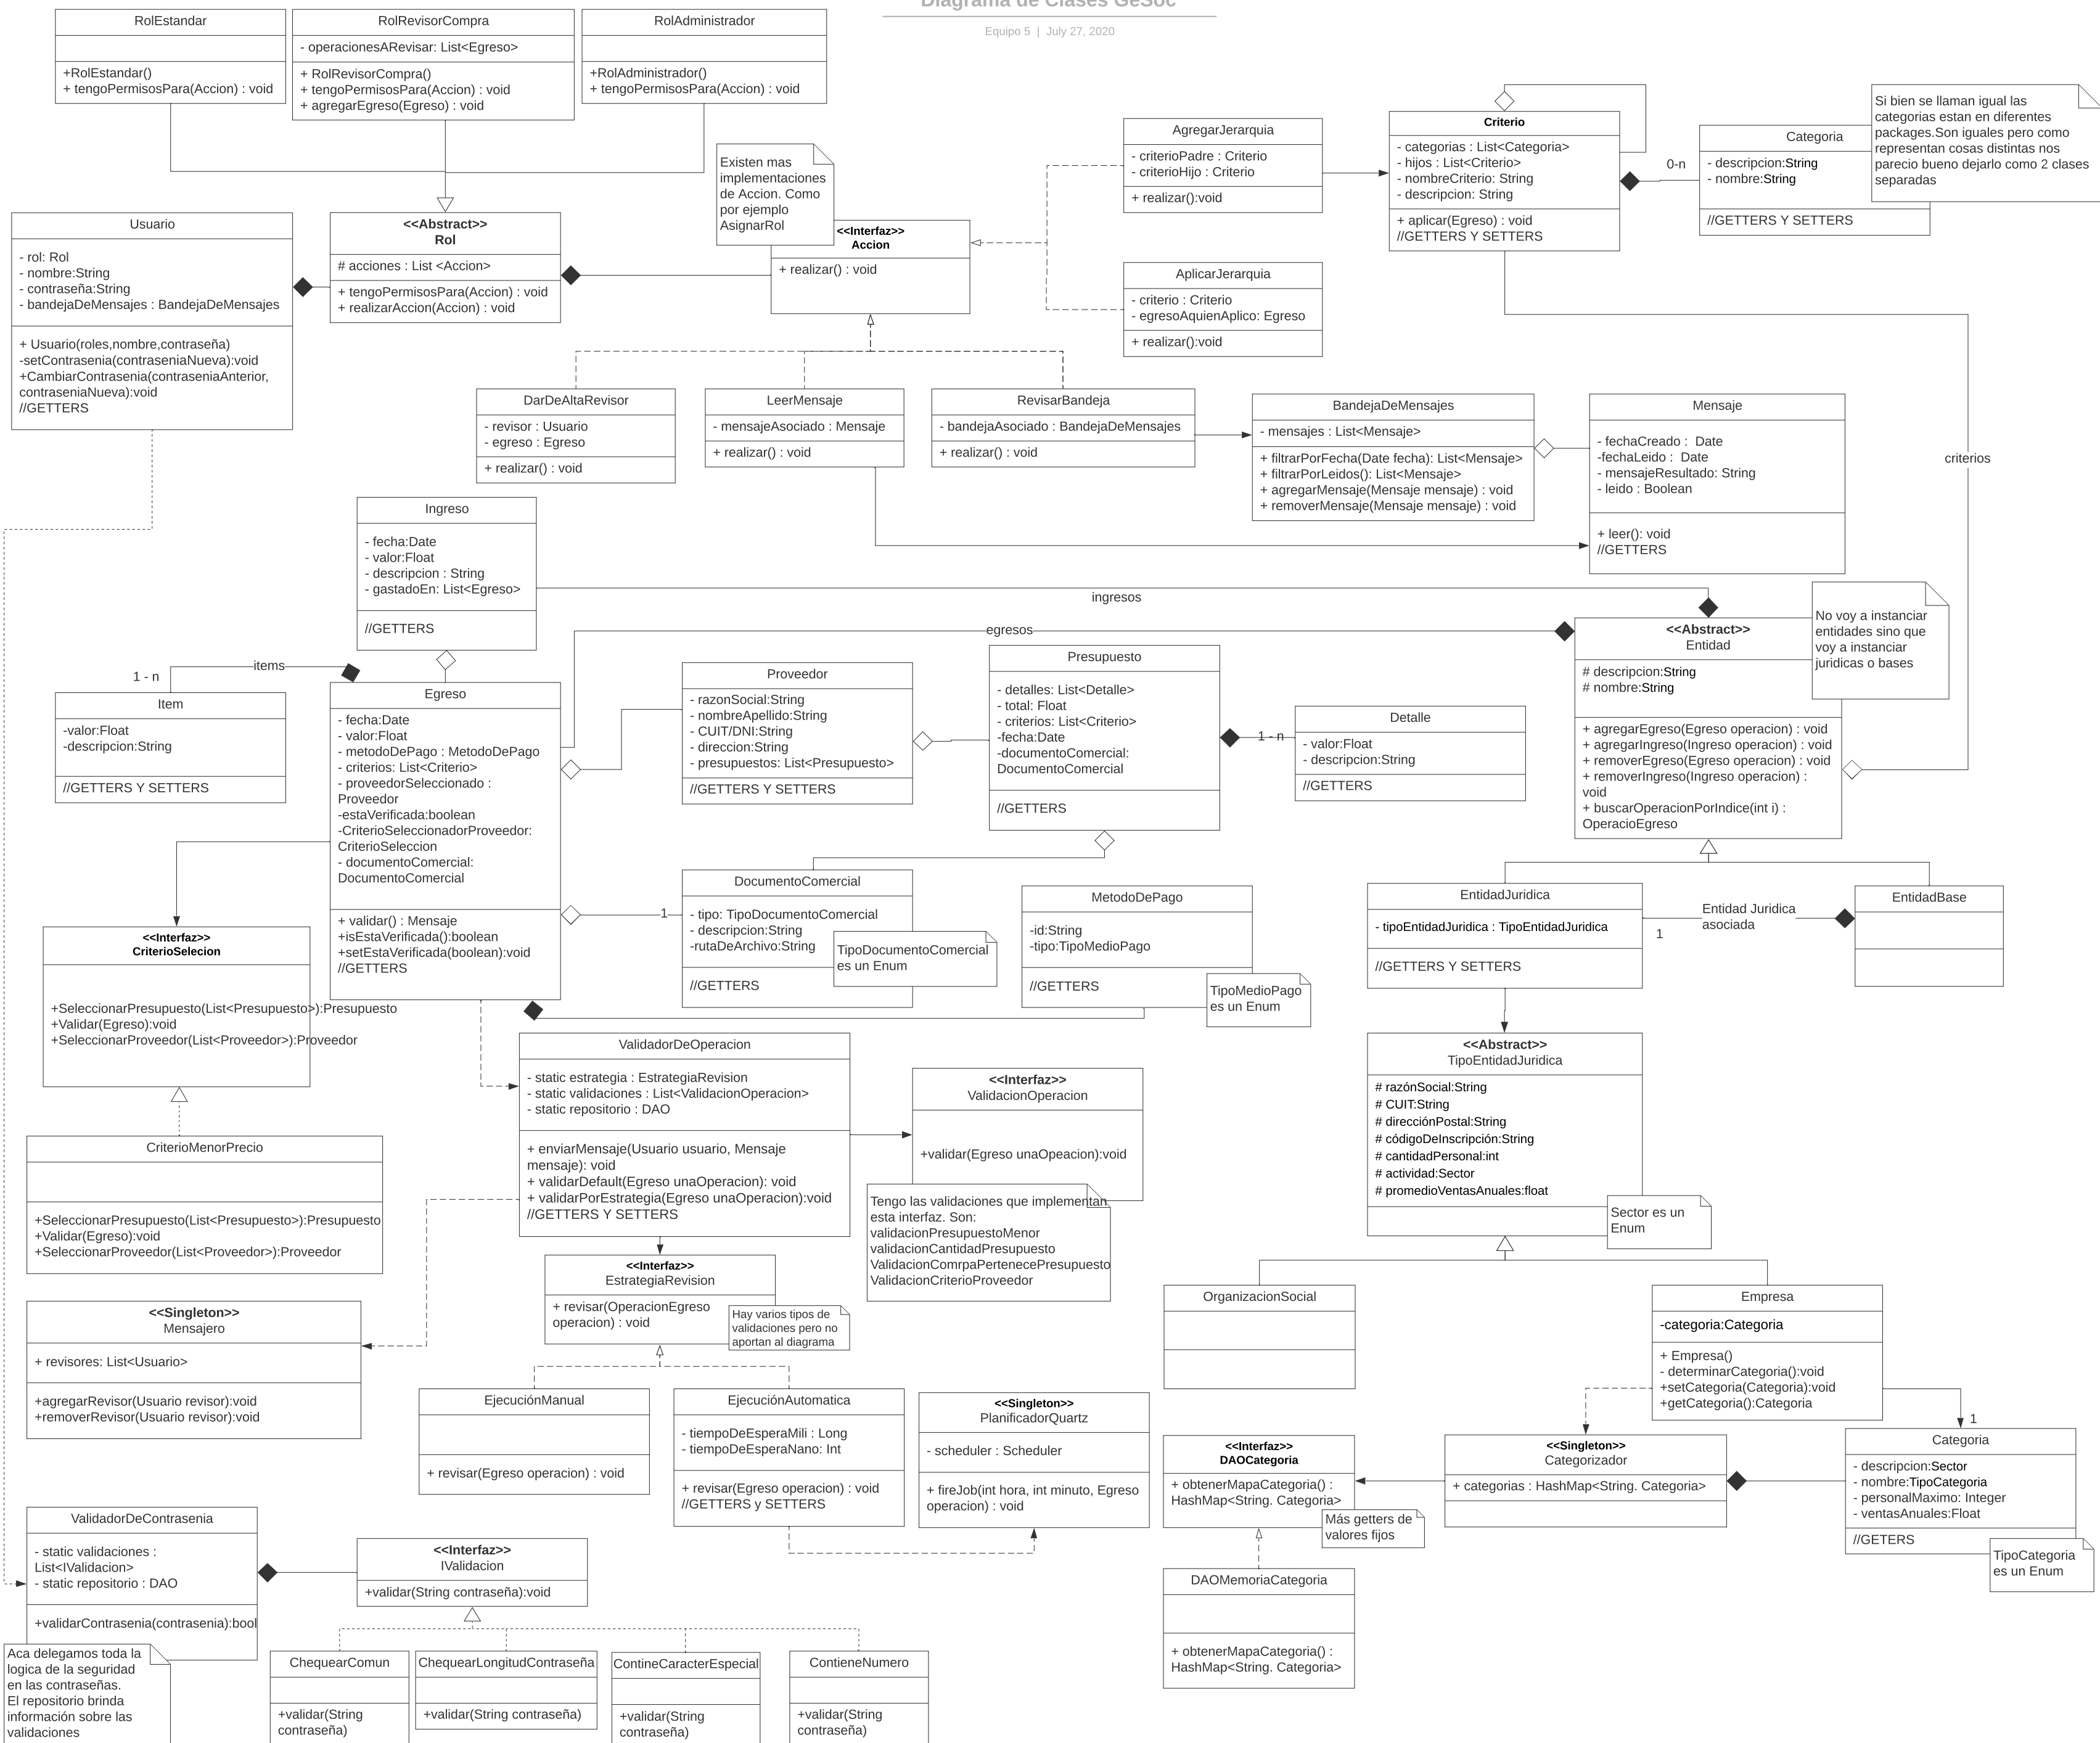 Diagrama de Clases GeSoc
Equipo 5 | July 27, 2020
RolEstandar
+RolEstandar()
+ tengoPermisosPara(Accion) : void
RolRevisorCompra
- operacionesARevisar: List<Egreso>
+ RolRevisorCompra()
+ tengoPermisosPara(Accion) : void
+ agregarEgreso(Egreso) : void
RolAdministrador
+RolAdministrador()
+ tengoPermisosPara(Accion) : void
Existen mas
implementaciones
de Accion. Como
por ejemplo
AsignarRol
AgregarJerarquia
- criterioPadre : Criterio
- criterioHijo : Criterio
+ realizar():void
Criterio
- categorias : List<Categoria>
- hijos : List<Criterio>
- nombreCriterio: String
- descripcion: String
+ aplicar(Egreso) : void
//GETTERS Y SETTERS
0-n
Categoria
- descripcion:String
- nombre:String
//GETTERS Y SETTERS
Si bien se llaman igual las
categorias estan en diferentes
packages.Son iguales pero como
representan cosas distintas nos
parecio bueno dejarlo como 2 clases
separadas
Usuario
- rol: Rol
- nombre:String
- contraseña:String
- bandejaDeMensajes : BandejaDeMensajes
+ Usuario(roles,nombre,contraseña)
-setContrasenia(contraseniaNueva):void
+CambiarContrasenia(contraseniaAnterior,
contraseniaNueva):void
//GETTERS
<<Abstract>>
Rol
# acciones : List <Accion>
+ tengoPermisosPara(Accion) : void
+ realizarAccion(Accion) : void
<<Interfaz>>
Accion
+ realizar() : void
AplicarJerarquia
- criterio : Criterio
- egresoAquienAplico: Egreso
+ realizar():void
DarDeAltaRevisor
- revisor : Usuario
- egreso : Egreso
+ realizar() : void
LeerMensaje
- mensajeAsociado : Mensaje
+ realizar() : void
RevisarBandeja
- bandejaAsociado : BandejaDeMensajes
+ realizar() : void
BandejaDeMensajes
- mensajes : List<Mensaje>
+ filtrarPorFecha(Date fecha): List<Mensaje>
+ filtrarPorLeidos(): List<Mensaje>
+ agregarMensaje(Mensaje mensaje) : void
+ removerMensaje(Mensaje mensaje) : void
Mensaje
- fechaCreado :  Date
-fechaLeido :  Date
- mensajeResultado: String
- leido : Boolean
+ leer(): void
//GETTERS
criterios
Ingreso
- fecha:Date
- valor:Float
- descripcion : String
- gastadoEn: List<Egreso>
//GETTERS
ingresos
egresos
items
1 - n
Item
-valor:Float
-descripcion:String
//GETTERS Y SETTERS
Egreso
- fecha:Date
- valor:Float
- metodoDePago : MetodoDePago
- criterios: List<Criterio>
- proveedorSeleccionado :
Proveedor
-estaVerificada:boolean
-CriterioSeleccionadorProveedor:
CriterioSeleccion
- documentoComercial:
DocumentoComercial
+ validar() : Mensaje
+isEstaVerificada():boolean
+setEstaVerificada(boolean):void
//GETTERS
Proveedor
- razonSocial:String
- nombreApellido:String
- CUIT/DNI:String
- direccion:String
- presupuestos: List<Presupuesto>
//GETTERS Y SETTERS
Presupuesto
- detalles: List<Detalle>
- total: Float
- criterios: List<Criterio>
-fecha:Date
-documentoComercial:
DocumentoComercial
//GETTERS
1 - n
Detalle
- valor:Float
- descripcion:String
//GETTERS
<<Abstract>>
Entidad
# descripcion:String
# nombre:String
+ agregarEgreso(Egreso operacion) : void
+ agregarIngreso(Ingreso operacion) : void
+ removerEgreso(Egreso operacion) : void
+ removerIngreso(Ingreso operacion) :
void
+ buscarOperacionPorIndice(int i) :
OperacioEgreso
No voy a instanciar
entidades sino que
voy a instanciar
juridicas o bases
1
DocumentoComercial
- tipo: TipoDocumentoComercial
- descripcion:String
-rutaDeArchivo:String
//GETTERS
TipoDocumentoComercial
es un Enum
MetodoDePago
-id:String
-tipo:TipoMedioPago
//GETTERS
TipoMedioPago
es un Enum
EntidadJuridica
- tipoEntidadJuridica : TipoEntidadJuridica
//GETTERS Y SETTERS
Entidad Juridica
asociada
1
EntidadBase
<<Interfaz>>
CriterioSelecion
+SeleccionarPresupuesto(List<Presupuesto>):Presupuesto
+Validar(Egreso):void
+SeleccionarProveedor(List<Proveedor>):Proveedor
CriterioMenorPrecio
+SeleccionarPresupuesto(List<Presupuesto>):Presupuesto
+Validar(Egreso):void
+SeleccionarProveedor(List<Proveedor>):Proveedor
ValidadorDeOperacion
- static estrategia : EstrategiaRevision
- static validaciones : List<ValidacionOperacion>
- static repositorio : DAO
+ enviarMensaje(Usuario usuario, Mensaje
mensaje): void
+ validarDefault(Egreso unaOperacion): void
+ validarPorEstrategia(Egreso unaOperacion):void
//GETTERS Y SETTERS
<<Interfaz>>
ValidacionOperacion
+validar(Egreso unaOpeacion):void
Tengo las validaciones que implementan
esta interfaz. Son:
validacionPresupuestoMenor
validacionCantidadPresupuesto
ValidacionComrpaPertenecePresupuesto
ValidacionCriterioProveedor
<<Abstract>>
TipoEntidadJuridica
# razónSocial:String
# CUIT:String
# direcciónPostal:String
# códigoDeInscripción:String
# cantidadPersonal:int
# actividad:Sector
# promedioVentasAnuales:float
Sector es un
Enum
<<Interfaz>>
EstrategiaRevision
+ revisar(OperacionEgreso
operacion) : void
Hay varios tipos de
validaciones pero no
aportan al diagrama
<<Singleton>>
Mensajero
+ revisores: List<Usuario>
+agregarRevisor(Usuario revisor):void
+removerRevisor(Usuario revisor):void
EjecuciónManual
+ revisar(Egreso operacion) : void
EjecuciónAutomatica
- tiempoDeEsperaMili : Long
- tiempoDeEsperaNano: Int
+ revisar(Egreso operacion) : void
//GETTERS y SETTERS
<<Singleton>>
PlanificadorQuartz
- scheduler : Scheduler
+ fireJob(int hora, int minuto, Egreso
operacion) : void
OrganizacionSocial
Empresa
-categoria:Categoria
+ Empresa()
- determinarCategoria():void
+setCategoria(Categoria):void
+getCategoria():Categoria
1
<<Interfaz>>
DAOCategoria
+ obtenerMapaCategoria() :
HashMap<String. Categoria>
Más getters de
valores fijos
<<Singleton>>
Categorizador
+ categorias : HashMap<String. Categoria>
Categoria
- descripcion:Sector
- nombre:TipoCategoria
- personalMaximo: Integer
- ventasAnuales:Float
//GETERS
TipoCategoria
es un Enum
DAOMemoriaCategoria
+ obtenerMapaCategoria() :
HashMap<String. Categoria>
ValidadorDeContrasenia
- static validaciones :
List<IValidacion>
- static repositorio : DAO
+validarContrasenia(contrasenia):bool
Aca delegamos toda la
logica de la seguridad
en las contraseñas.
El repositorio brinda
información sobre las
validaciones
<<Interfaz>>
IValidacion
+validar(String contraseña):void
ChequearComun
+validar(String
contraseña)
ChequearLongitudContraseña
+validar(String contraseña)
ContineCaracterEspecial
+validar(String
contraseña)
ContieneNumero
+validar(String
contraseña)